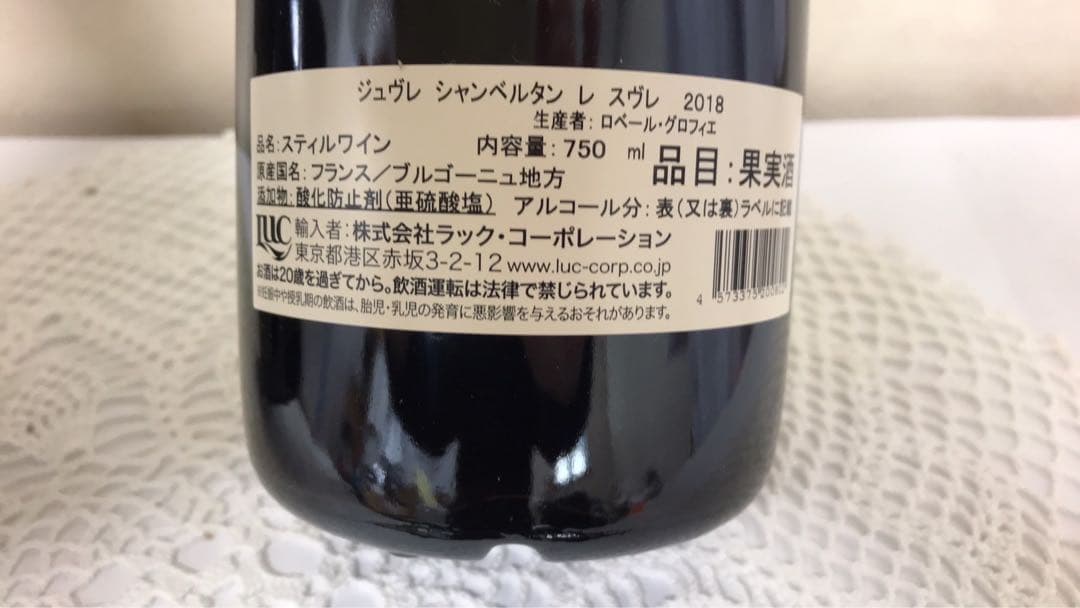 ジュヴレ シャンベルタン レ スヴレ 2018
生産者：ロベール・グロフィエ
品名：スティルワイン 内容量：750 ml
品目：果実酒
原産国名：フランス／ブルゴーニュ地方
添加物：酸化防止剤（亜硫酸塩） アルコール分：表（又は裏）ラベルに記載
LUC
輸入者：株式会社ラック・コーポレーション
東京都港区赤坂3-2-12 www.luc-corp.co.jp
お酒は20歳を過ぎてから。飲酒運転は法律で禁じられています。
※妊娠中や授乳期の飲酒は、胎児・乳児の発育に悪影響を与えるおそれがあります。
4 573375